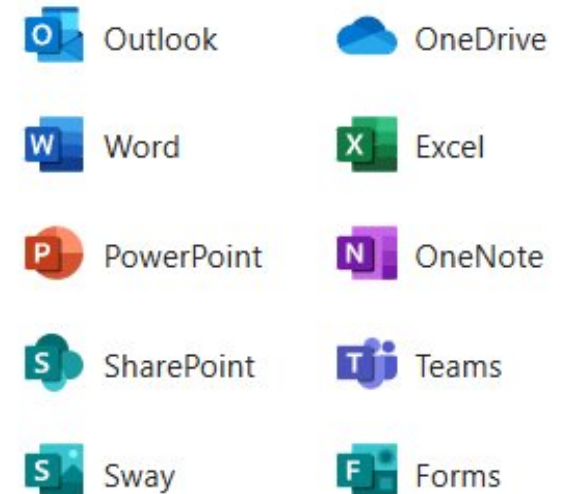 O Outlook OneDrive
W Word X Excel
P PowerPoint N OneNote
S SharePoint T Teams
S Sway F Forms